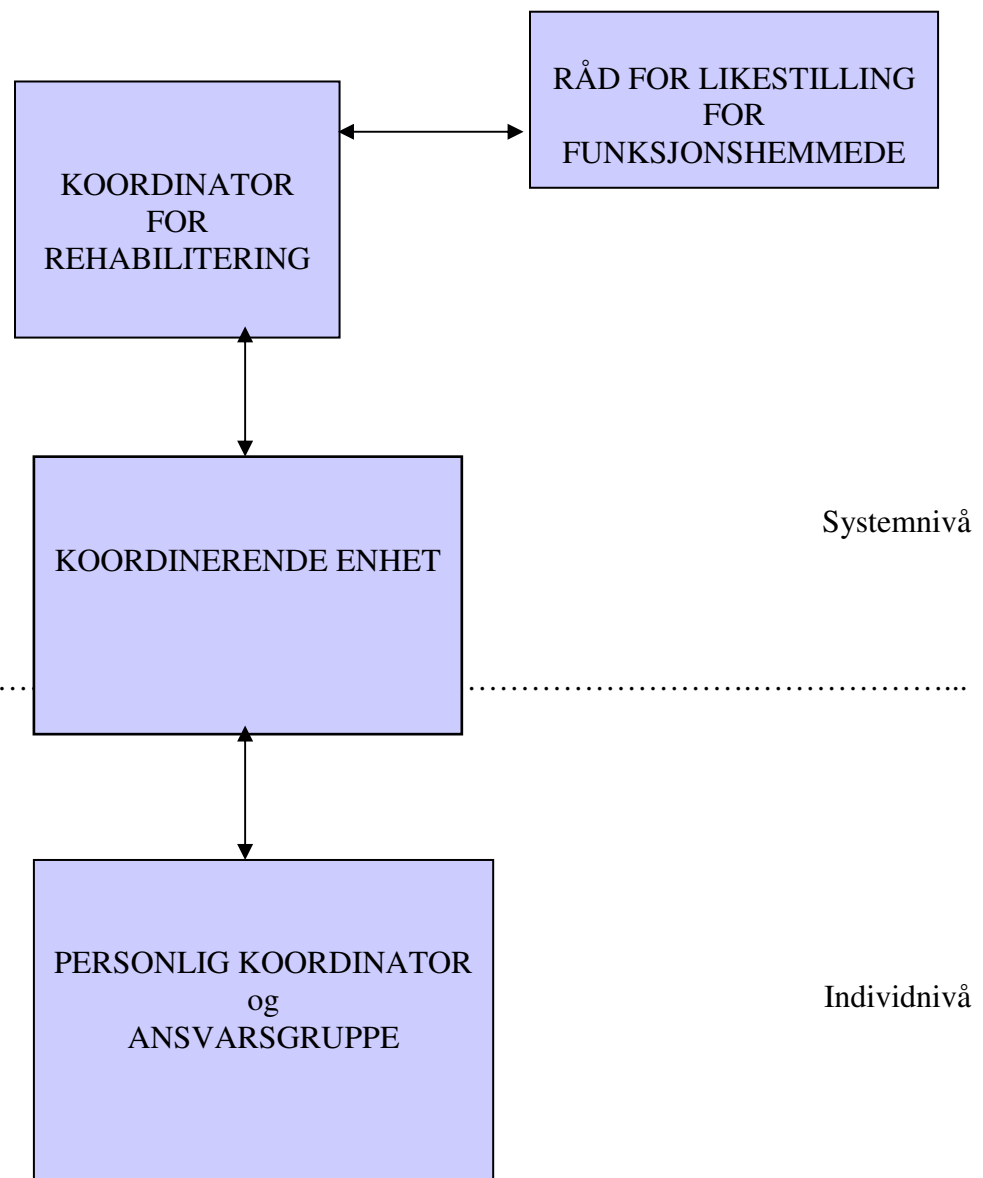 RÅD FOR LIKESTILLING
FOR
FUNKSJONSHEMMEDE
KOORDINATOR
FOR
REHABILITERING
Systemnivå
KOORDINERENDE ENHET
PERSONLIG KOORDINATOR
og
ANSVARSGRUPPE
Individnivå